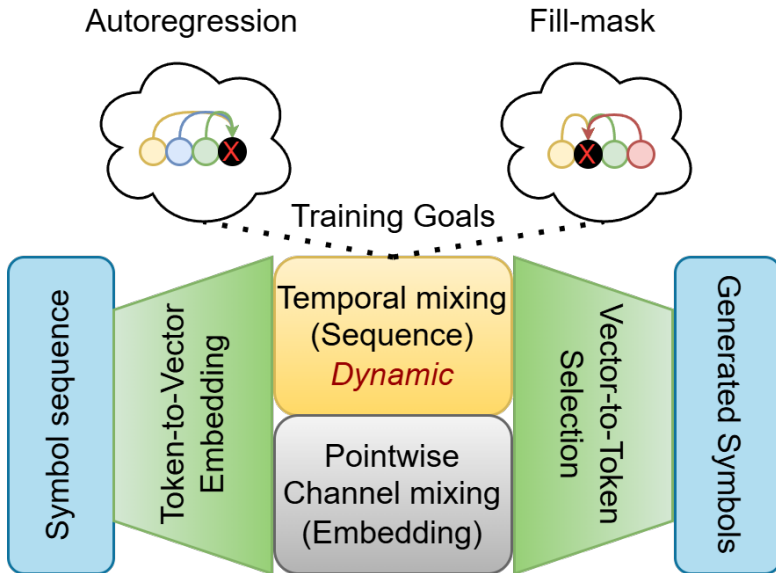 Autoregression
Fill-mask
X
X
Training Goals
Symbol sequence
Token-to-Vector
Embedding
Temporal mixing
(Sequence)
Dynamic
Pointwise
Channel mixing
(Embedding)
Vector-to-Token
Selection
Generated Symbols